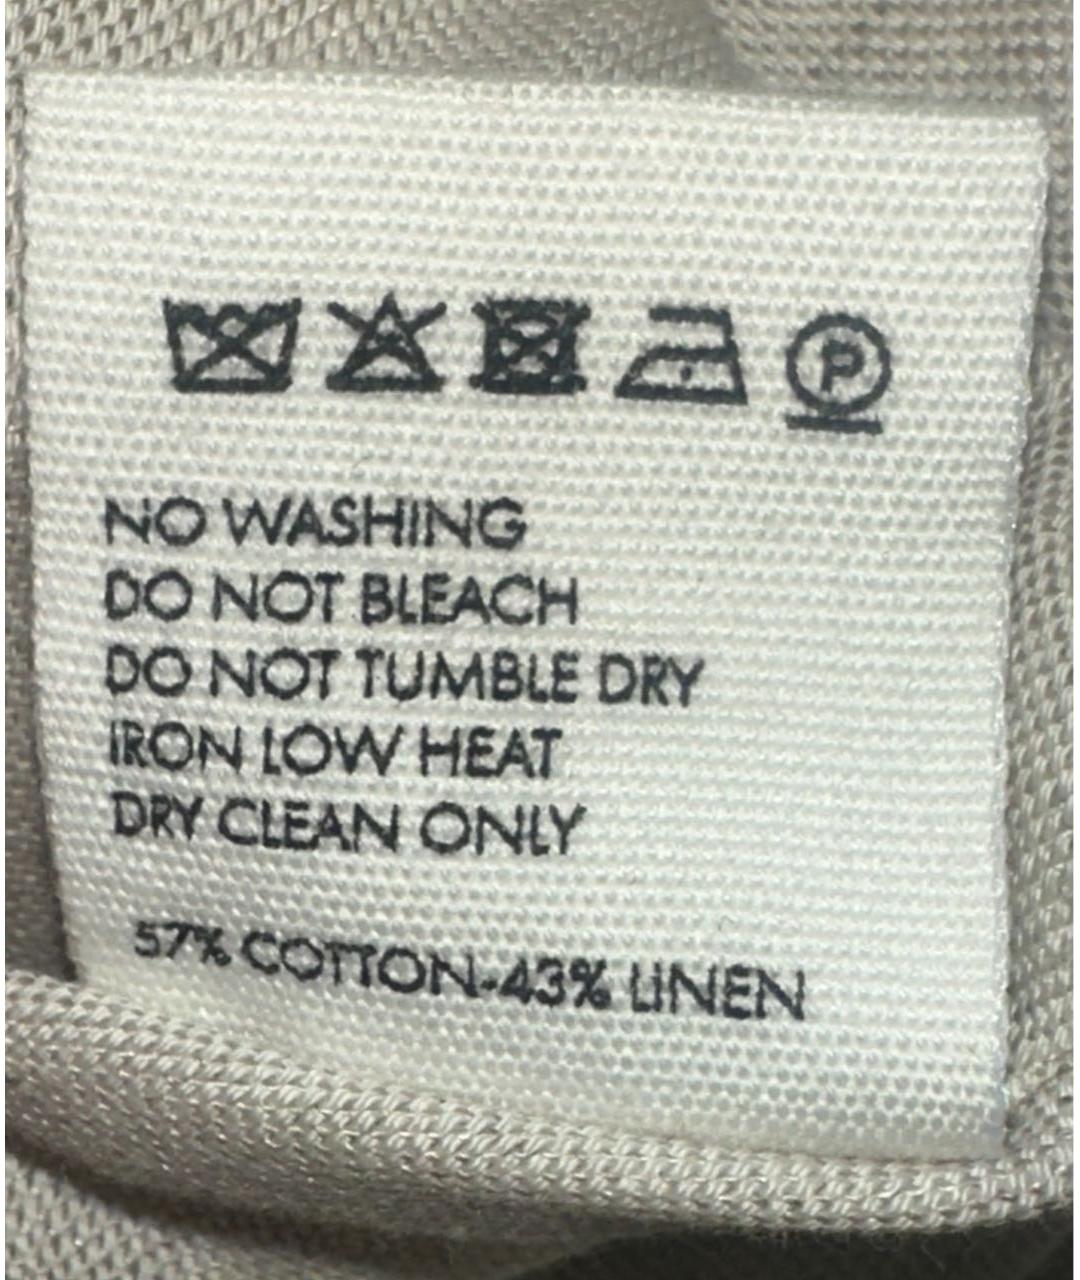 P
NO WASHING
DO NOT BLEACH
DO NOT TUMBLE DRY
IRON LOW HEAT
DRY CLEAN ONLY
57% COTTON-43% LINEN